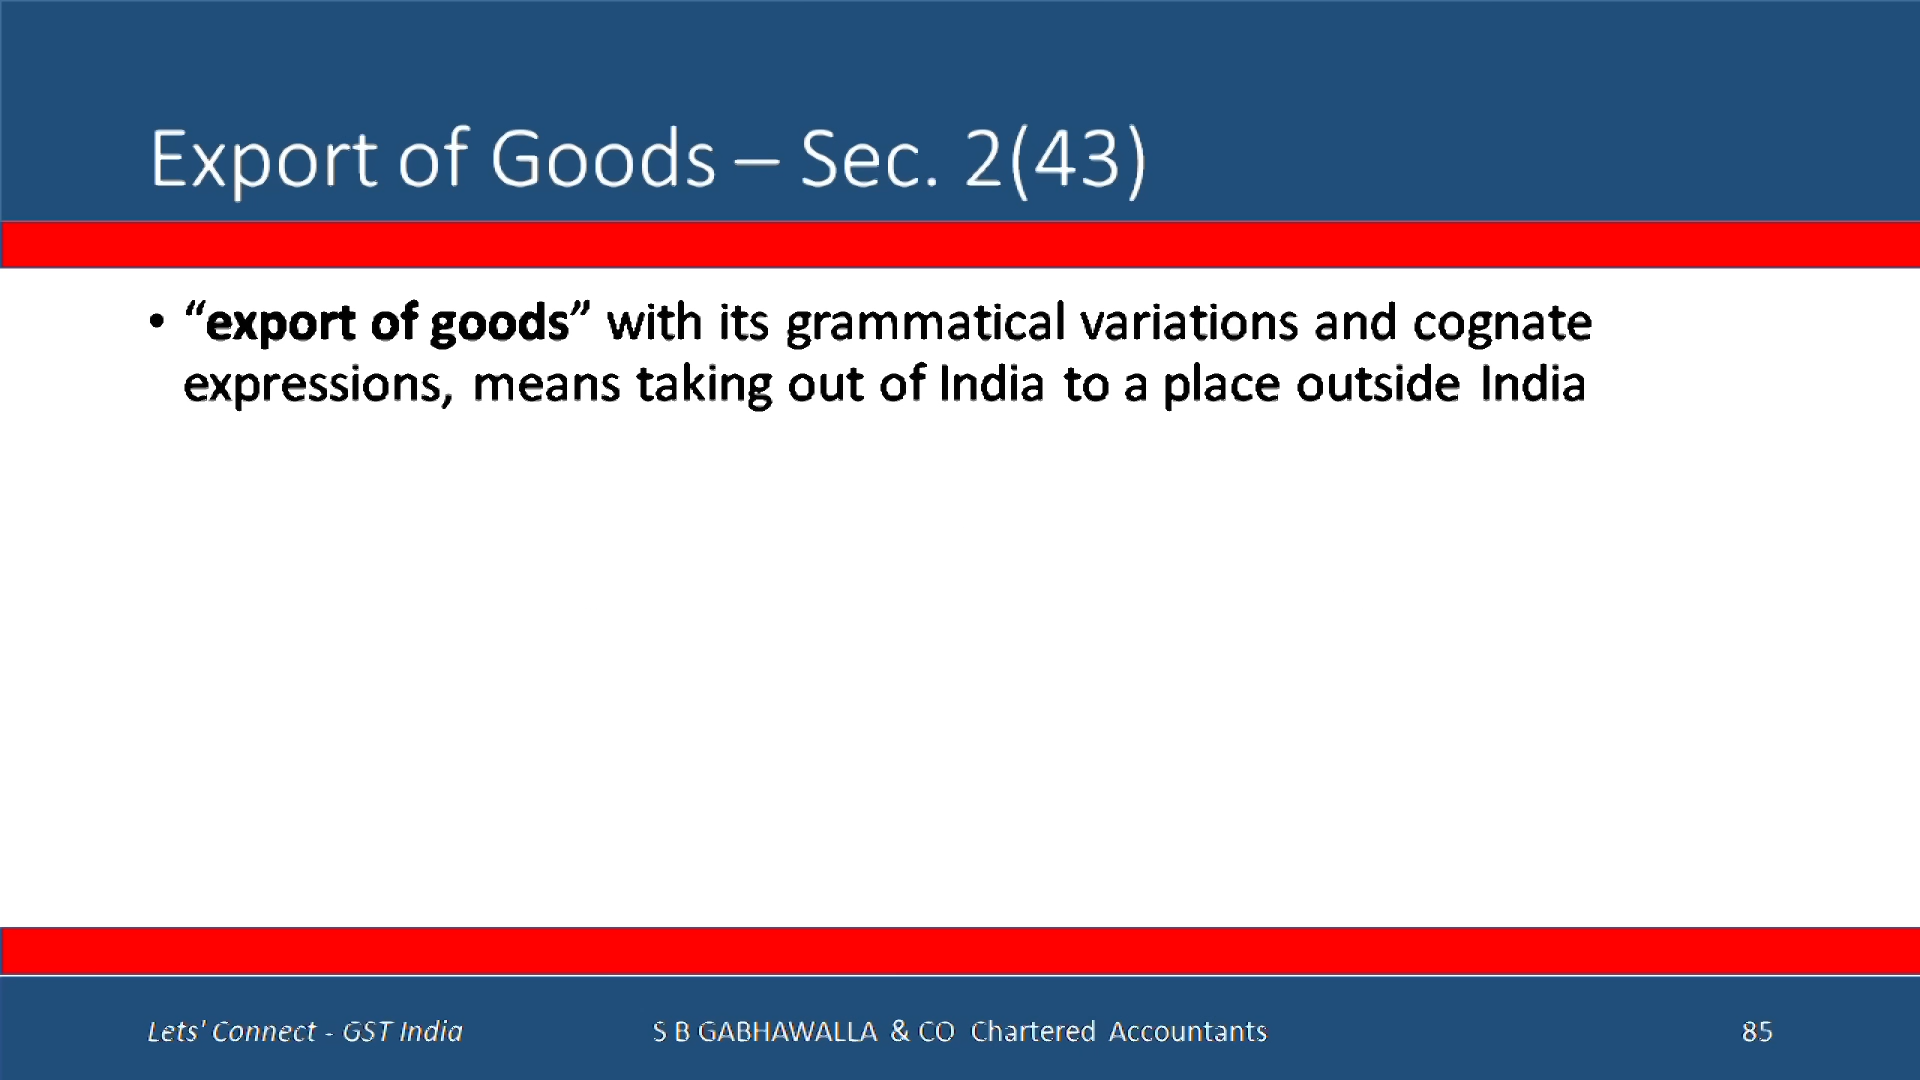 Export of Goods – Sec. 2(43)
• “export of goods” with its grammatical variations and cognate
expressions, means taking out of India to a place outside India
Lets' Connect - GST India
S B GABHAWALLA & CO Chartered Accountants
85